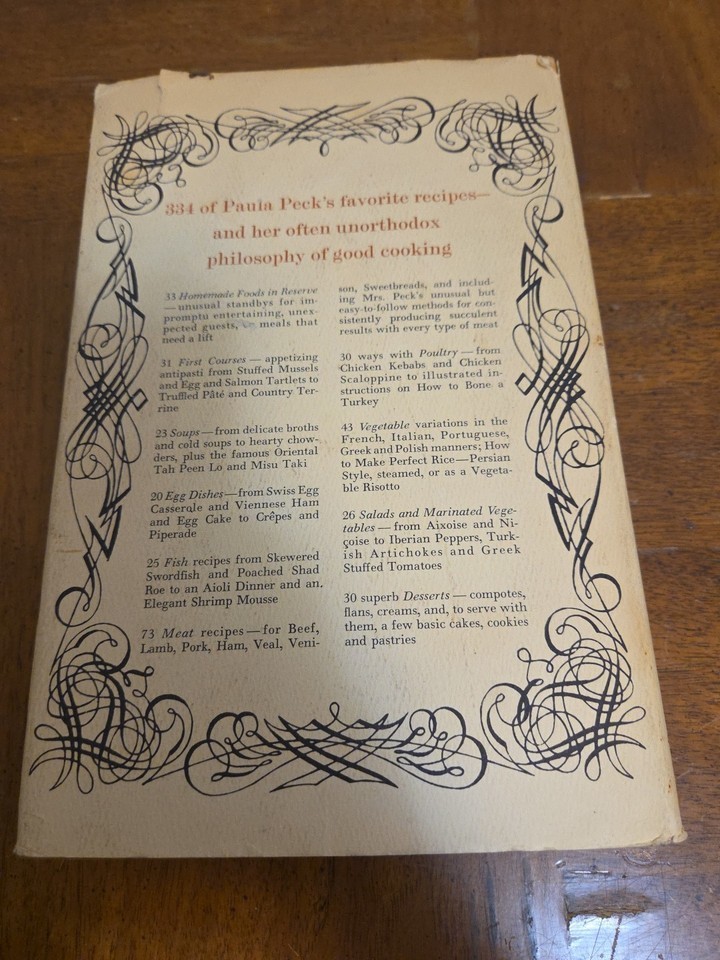 334 of Paula Peck's favorite recipes—
and her often unorthodox
philosophy of good cooking
33 Homemade Foods in Reserve
—unusual standbys for im-
promptu entertaining, unex-
pected guests, meals that
need a lift
31 First Courses — appetizing
antipasti from Stuffed Mussels
and Egg and Salmon Tartlets to
Truffled Pâté and Country Ter-
rine
23 Soups—from delicate broths
and cold soups to hearty chow-
ders, plus the famous Oriental
Tah Peen Lo and Misu Taki
20 Egg Dishes—from Swiss Egg
Casserole and Viennese Ham
and Egg Cake to Crêpes and
Piperade
25 Fish recipes from Skewered
Swordfish and Poached Shad
Roe to an Aioli Dinner and an
Elegant Shrimp Mousse
73 Meat recipes—for Beef,
Lamb, Pork, Ham, Veal, Veni-
son, Sweetbreads, and includ-
ing Mrs. Peck's unusual but
easy-to-follow methods for con-
sistently producing succulent
results with every type of meat
30 ways with Poultry — from
Chicken Kebabs and Chicken
Scaloppine to illustrated in-
structions on How to Bone a
Turkey
43 Vegetable variations in the
French, Italian, Portuguese,
Greek and Polish manners; How
to Make Perfect Rice—Persian
Style, steamed, or as a Vegeta-
ble Risotto
26 Salads and Marinated Vege-
tables — from Aixoise and Ni-
çoise to Iberian Peppers, Turk-
ish Artichokes and Greek
Stuffed Tomatoes
30 superb Desserts — compotes,
flans, creams, and, to serve with
them, a few basic cakes, cookies
and pastries